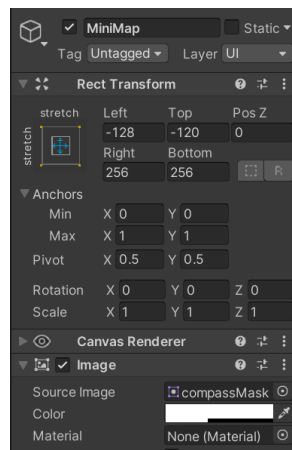 MiniMap Static
Tag Untagged Layer UI
Rect Transform
stretch Left Top Pos Z
stretch
-128 -120 0
Right Bottom
256 256 R
Anchors
Min X 0 Y 0
Max X 1 Y 1
Pivot X 0.5 Y 0.5
Rotation X 0 Y 0 Z 0
Scale X 1 Y 1 Z 1
Canvas Renderer
Image
Source Image compassMask
Color
Material None (Material)